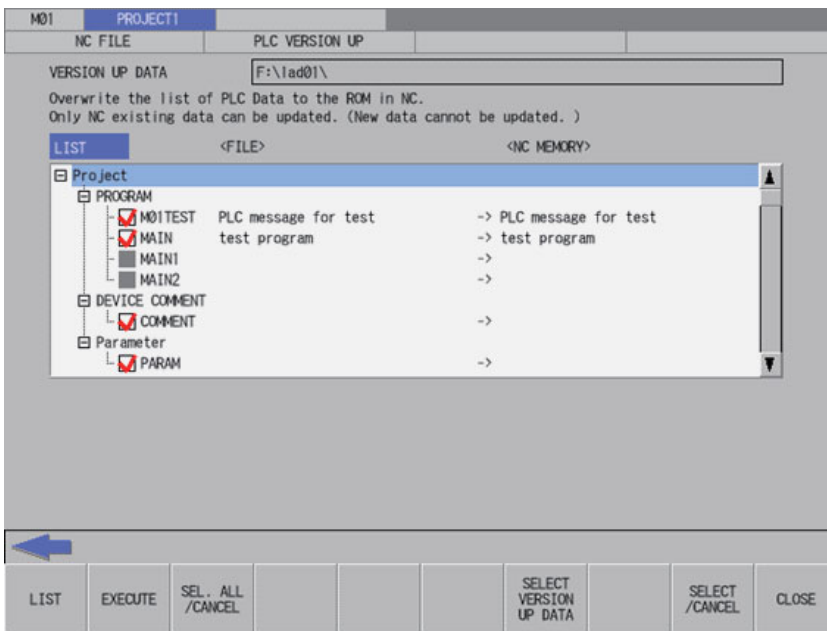 M01 PROJECT1
NC FILE PLC VERSION UP
VERSION UP DATA F:\lad01\
Overwrite the list of PLC Data to the ROM in NC.
Only NC existing data can be updated. (New data cannot be updated. )
LIST <FILE> <NC MEMORY>
Project
PROGRAM
M01TEST PLC message for test -> PLC message for test
MAIN test program -> test program
MAIN1 ->
MAIN2 ->
DEVICE COMMENT
COMMENT ->
Parameter
PARAM ->
LIST EXECUTE SEL. ALL /CANCEL SELECT VERSION UP DATA SELECT /CANCEL CLOSE